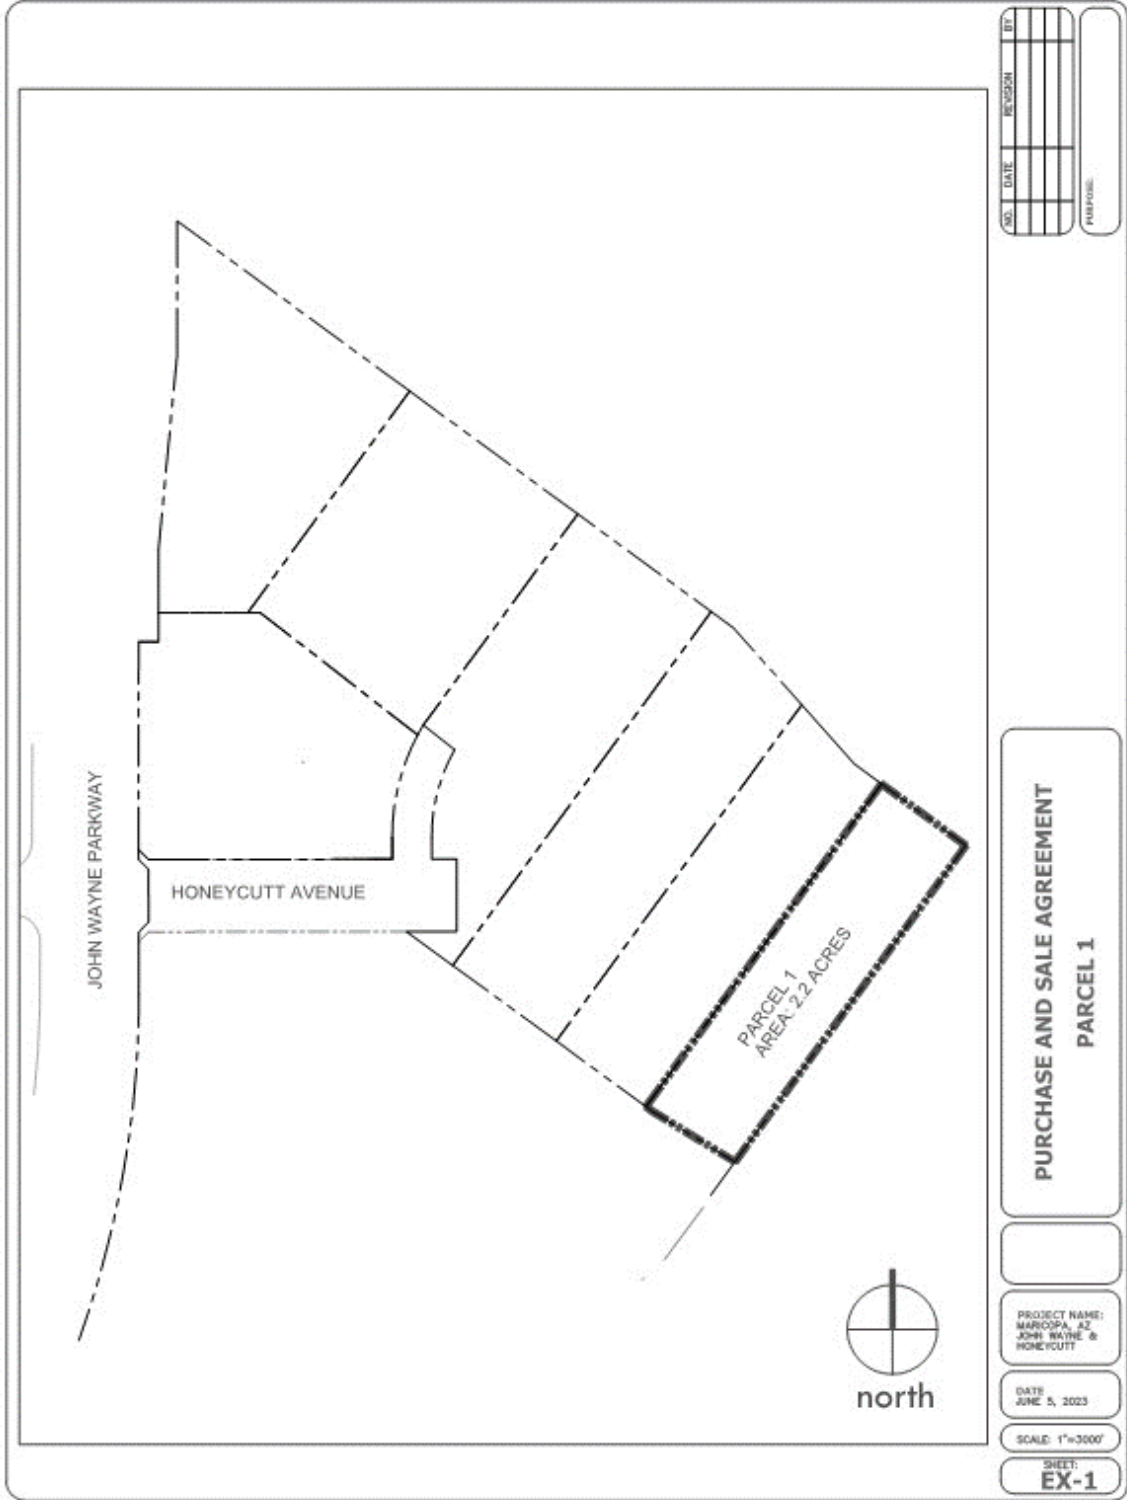 JOHN WAYNE PARKWAY
HONEYCUTT AVENUE
PARCEL 1
AREA: 2.2 ACRES
north
NO. DATE REVISION BY
PURPOSE:
PURCHASE AND SALE AGREEMENT
PARCEL 1
PROJECT NAME:
MARICOPA, AZ
JOHN WAYNE &
HONEYCUTT
DATE
JUNE 5, 2023
SCALE: 1"=3000'
SHEET:
EX-1